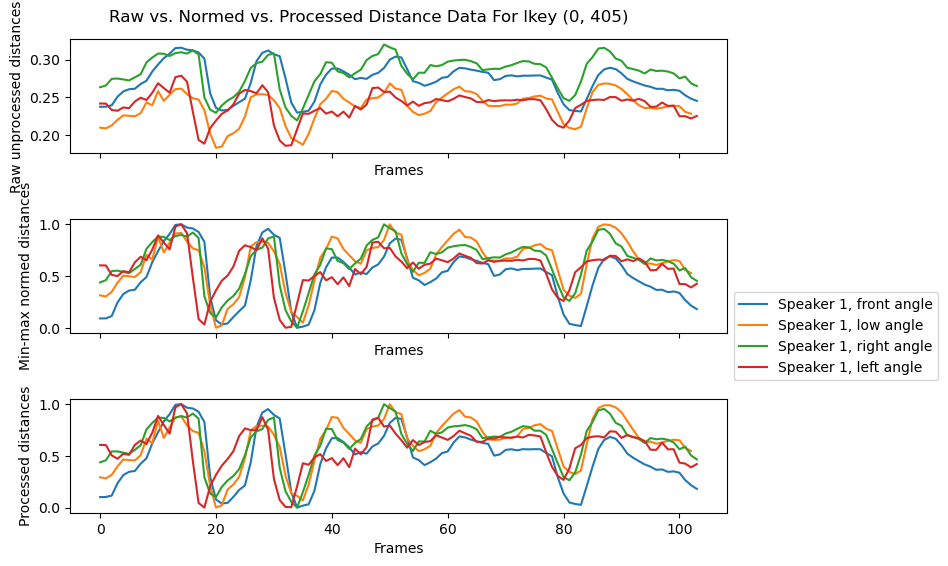 Raw vs. Normed vs. Processed Distance Data For Ikey (0, 405)
Raw unprocessed distances
0.30
0.25
0.20
Frames
Min-max normed distances
1.0
0.5
0.0
Frames
Speaker 1, front angle
Speaker 1, low angle
Speaker 1, right angle
Speaker 1, left angle
Processed distances
1.0
0.5
0.0
0 20 40 60 80 100
Frames